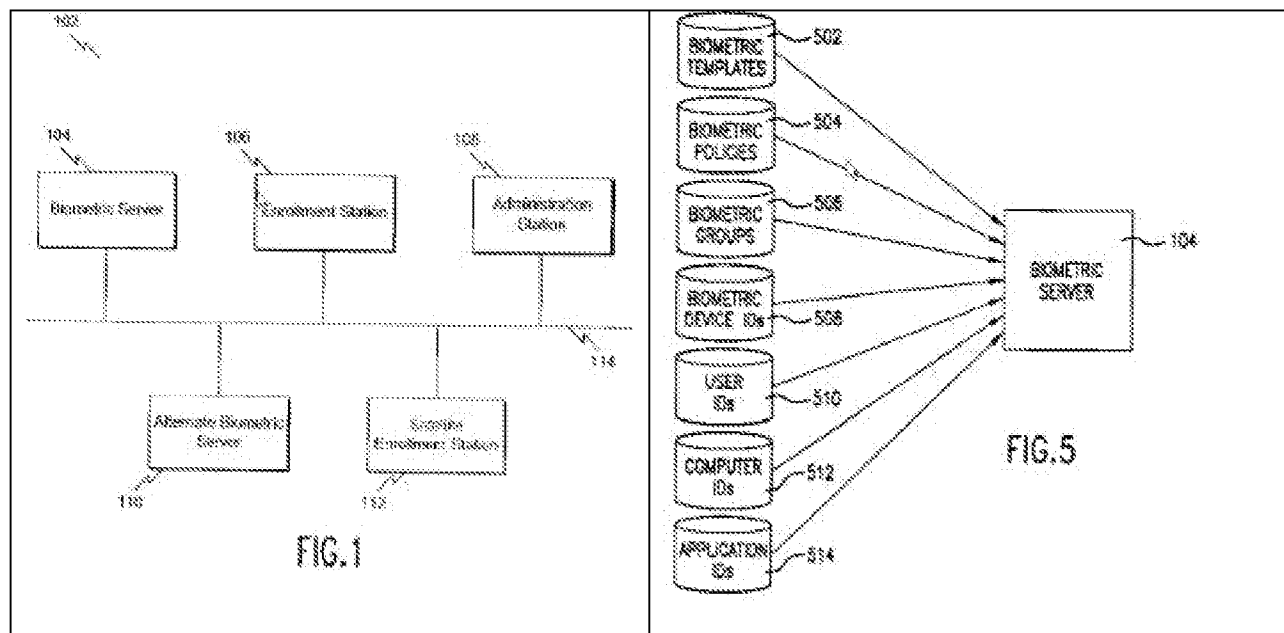 102
104
106
108
Biometric Server
Enrollment Station
Administration
Station
114
Alternate Biometric
Server
Enrollment Station
110
112
FIG.1
BIOMETRIC
TEMPLATES
502
BIOMETRIC
POLICIES
504
BIOMETRIC
GROUPS
506
BIOMETRIC
DEVICE IDs
508
USER
IDs
510
COMPUTER
IDs
512
APPLICATION
IDs
514
BIOMETRIC
SERVER
104
FIG.5